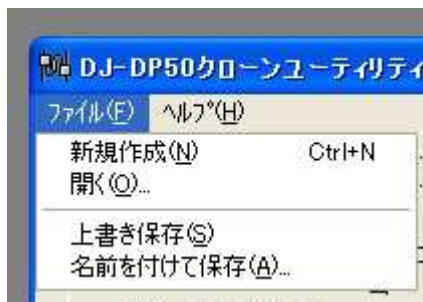 DJ-DP50クローンユーティリティ
ファイル(F) ﾍﾙﾌﾟ(H)
新規作成(N) Ctrl+N
開く(O)...
上書き保存(S)
名前を付けて保存(A)...